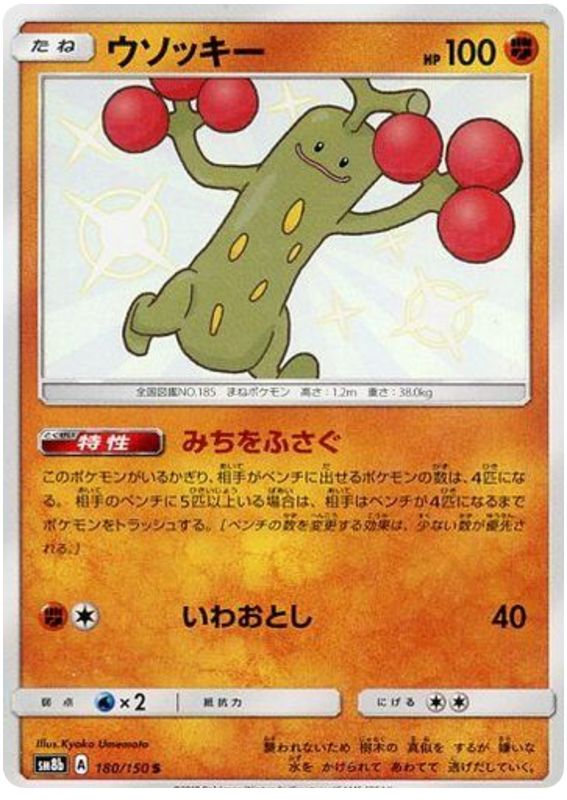 たね ウソッキー HP 100
全国図鑑NO.185 まねポケモン 高さ：1.2m 重さ：38.0kg
とくせい
特性 みちをふさぐ
このポケモンがいるかぎり、相手がベンチに出せるポケモンの数は、4匹にな
る。相手のベンチに5匹以上いる場合は、相手はベンチが4匹になるまで
ポケモンをトラッシュする。[ベンチの数を変更する効果は、少ない数が優先さ
れる。]
いわおとし 40
弱点 ×2 抵抗力 にげる
Illus.Kyoko Umemoto
SM8b A 180/150 S
襲われないため 樹木の 真似を するが 嫌いな
水を かけられて あわてて 逃げだしていく。